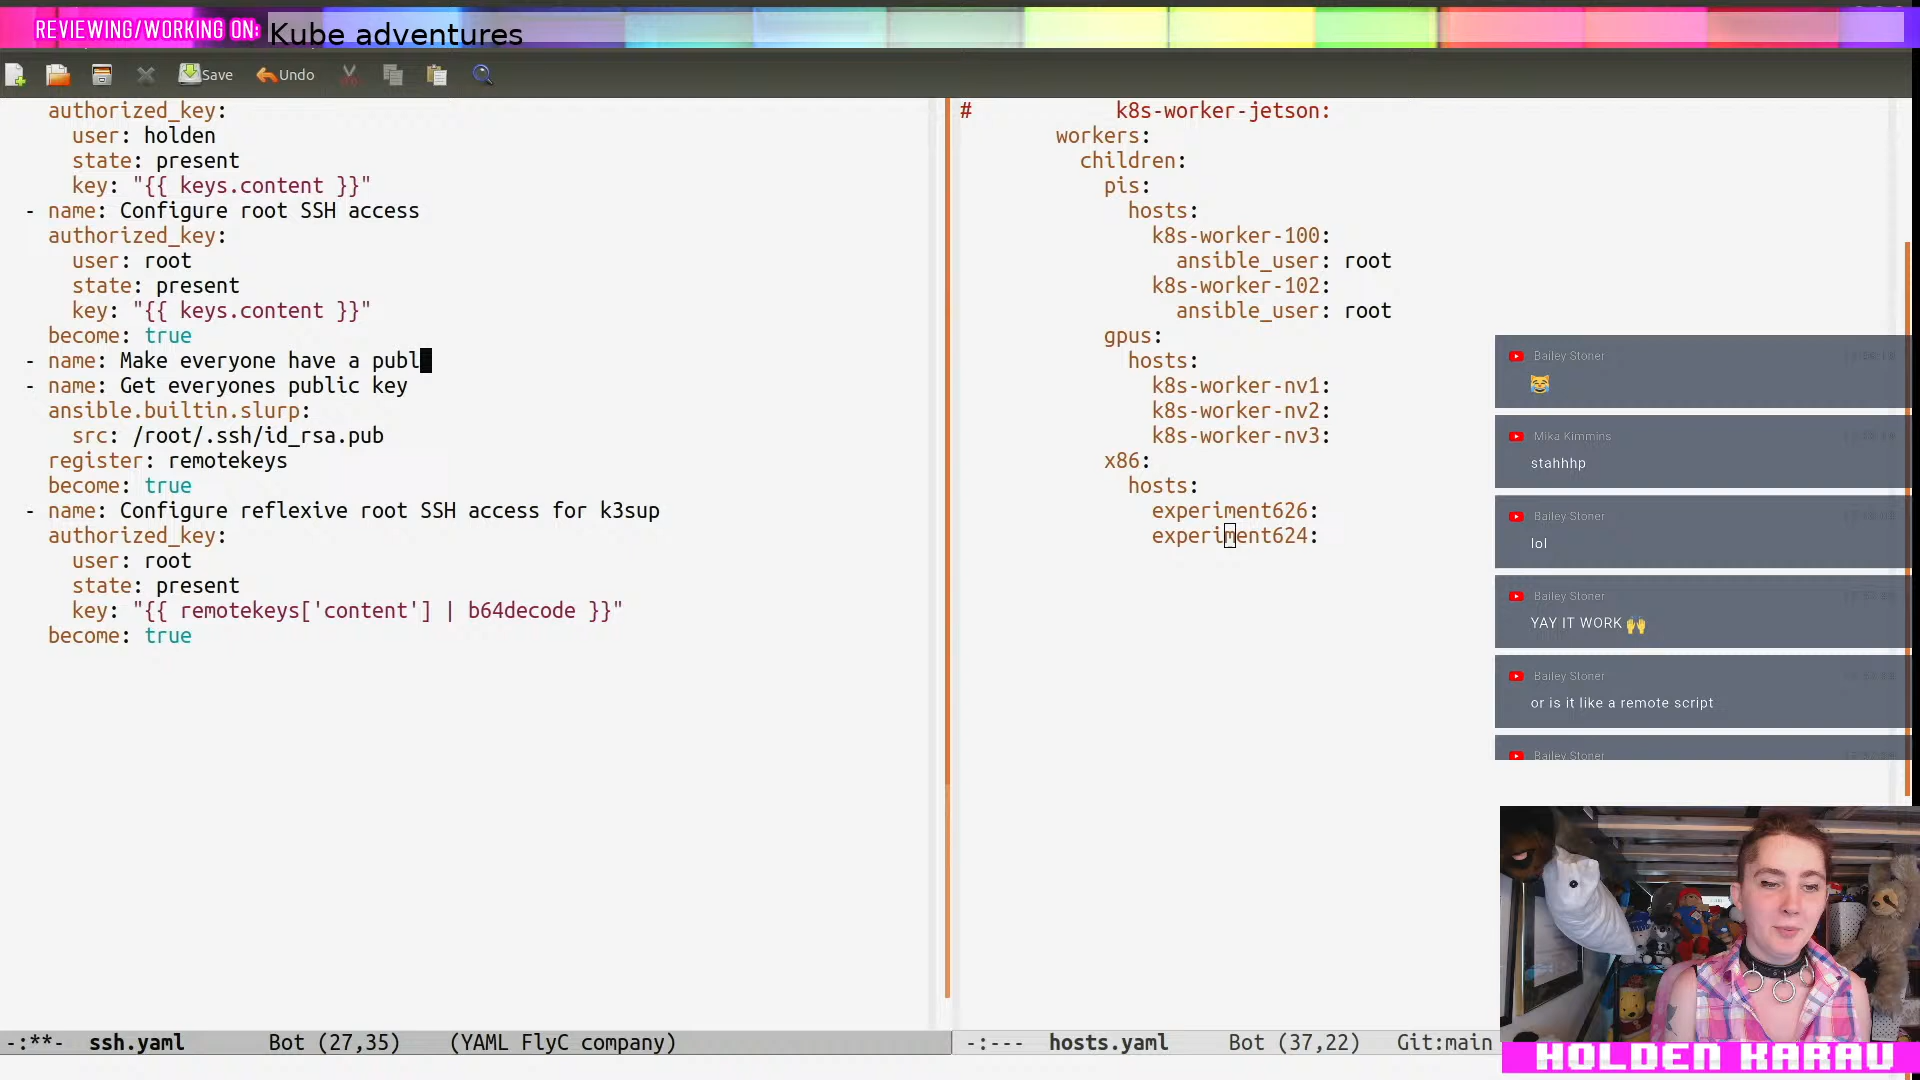 REVIEWING/WORKING ON: Kube adventures
Save
Undo
authorized_key:
user: holden
state: present
key: "{{ keys.content }}"
- name: Configure root SSH access
authorized_key:
user: root
state: present
key: "{{ keys.content }}"
become: true
- name: Make everyone have a publ
- name: Get everyones public key
ansible.builtin.slurp:
src: /root/.ssh/id_rsa.pub
register: remotekeys
become: true
- name: Configure reflexive root SSH access for k3sup
authorized_key:
user: root
state: present
key: "{{ remotekeys['content'] | b64decode }}"
become: true
-:**- ssh.yaml Bot (27,35) (YAML FlyC company)
# k8s-worker-jetson:
workers:
children:
pis:
hosts:
k8s-worker-100:
ansible_user: root
k8s-worker-102:
ansible_user: root
gpus:
hosts:
k8s-worker-nv1:
k8s-worker-nv2:
k8s-worker-nv3:
x86:
hosts:
experiment626:
experiment624:
-:--- hosts.yaml Bot (37,22) Git:main
Bailey Stoner
Mika Kimmins
stahhhp
Bailey Stoner
lol
Bailey Stoner
YAY IT WORK
Bailey Stoner
or is it like a remote script
Bailey Stoner
HOLDEN KARAU